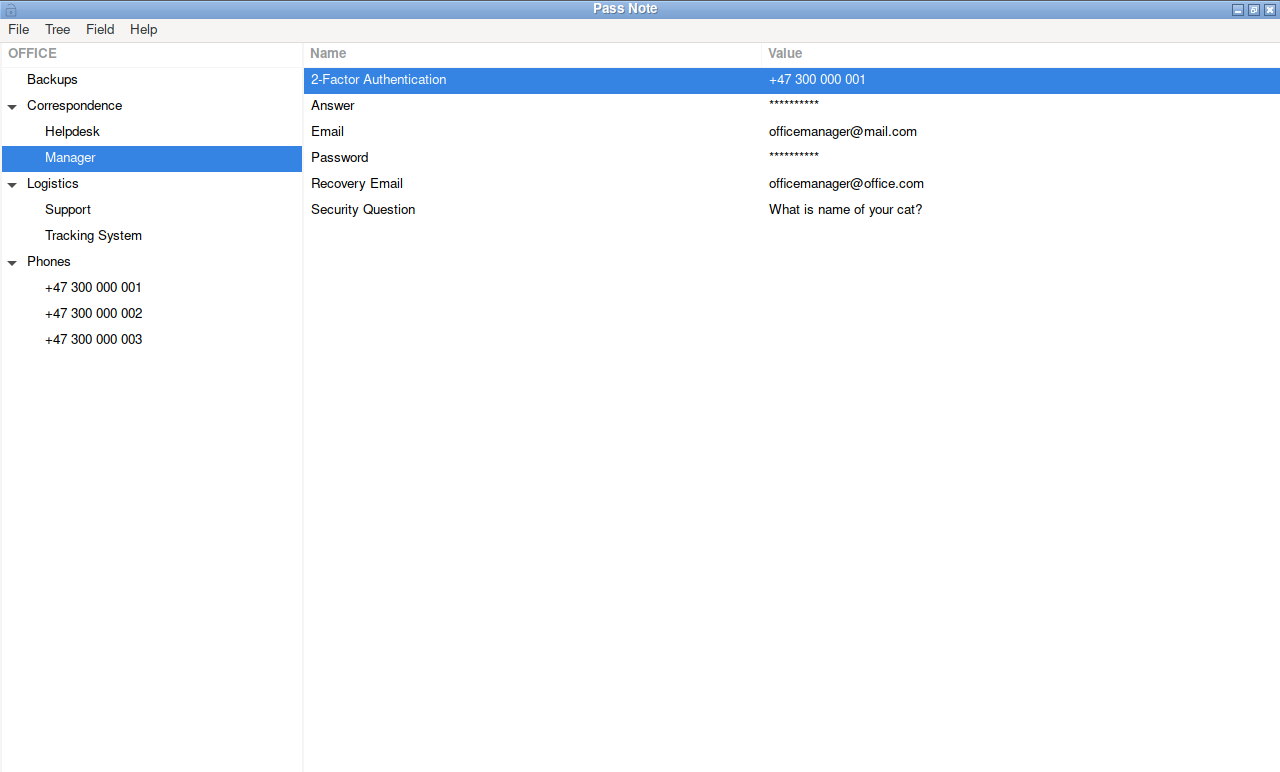 Pass Note
File Tree Field Help
OFFICE Name Value
Backups 2-Factor Authentication +47 300 000 001
Correspondence Answer **********
Helpdesk Email officemanager@mail.com
Manager Password **********
Logistics Recovery Email officemanager@office.com
Support Security Question What is name of your cat?
Tracking System
Phones
+47 300 000 001
+47 300 000 002
+47 300 000 003